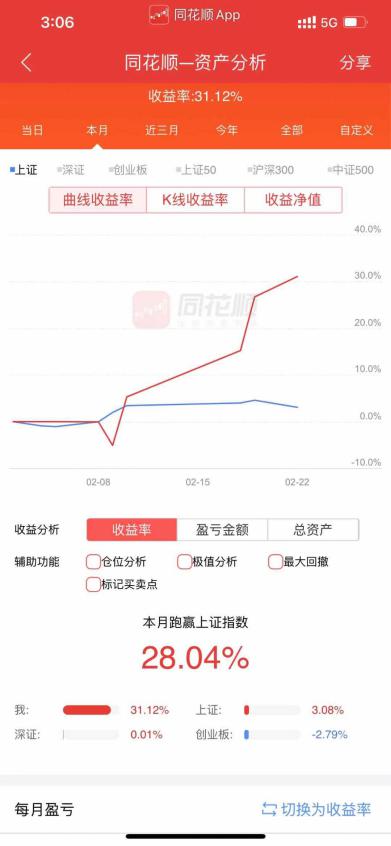 3:06
同花顺App
5G
同花顺—资产分析
分享
收益率:31.12%
当日 本月 近三月 今年 全部 自定义
上证 深证 创业板 上证50 沪深300 中证500
曲线收益率 K线收益率 收益净值
40.0%
30.0%
同花顺
20.0%
10.0%
0.0%
-10.0%
02-08 02-15 02-22
收益分析 收益率 盈亏金额 总资产
辅助功能 仓位分析 极值分析 最大回撤
标记买卖点
本月跑赢上证指数
28.04%
我: 31.12% 上证: 3.08%
深证: 0.01% 创业板: -2.79%
每月盈亏 切换为收益率